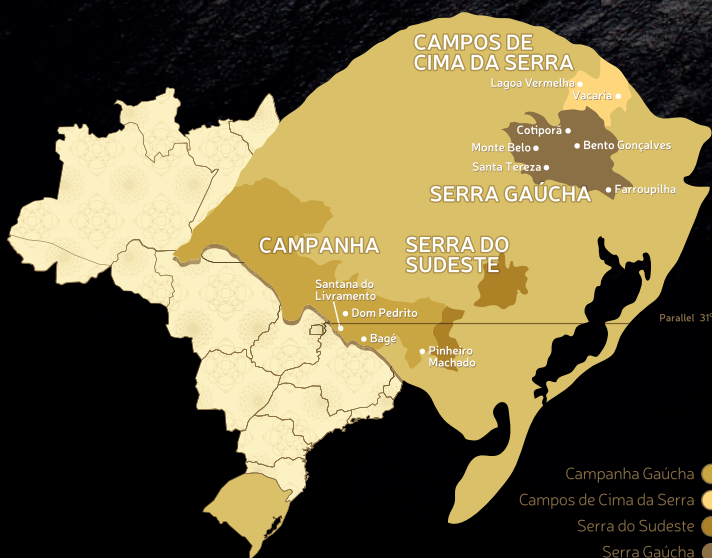 CAMPOS DE
CIMA DA SERRA
Lagoa Vermelha
Vacaria
Cotiporã
Monte Belo
Bento Gonçalves
Santa Tereza
Farroupilha
SERRA GAÚCHA
CAMPANHA
SERRA DO
SUDESTE
Santana do
Livramento
Dom Pedrito
Bagé
Pinheiro
Machado
Parallel 31º
Campanha Gaúcha
Campos de Cima da Serra
Serra do Sudeste
Serra Gaúcha